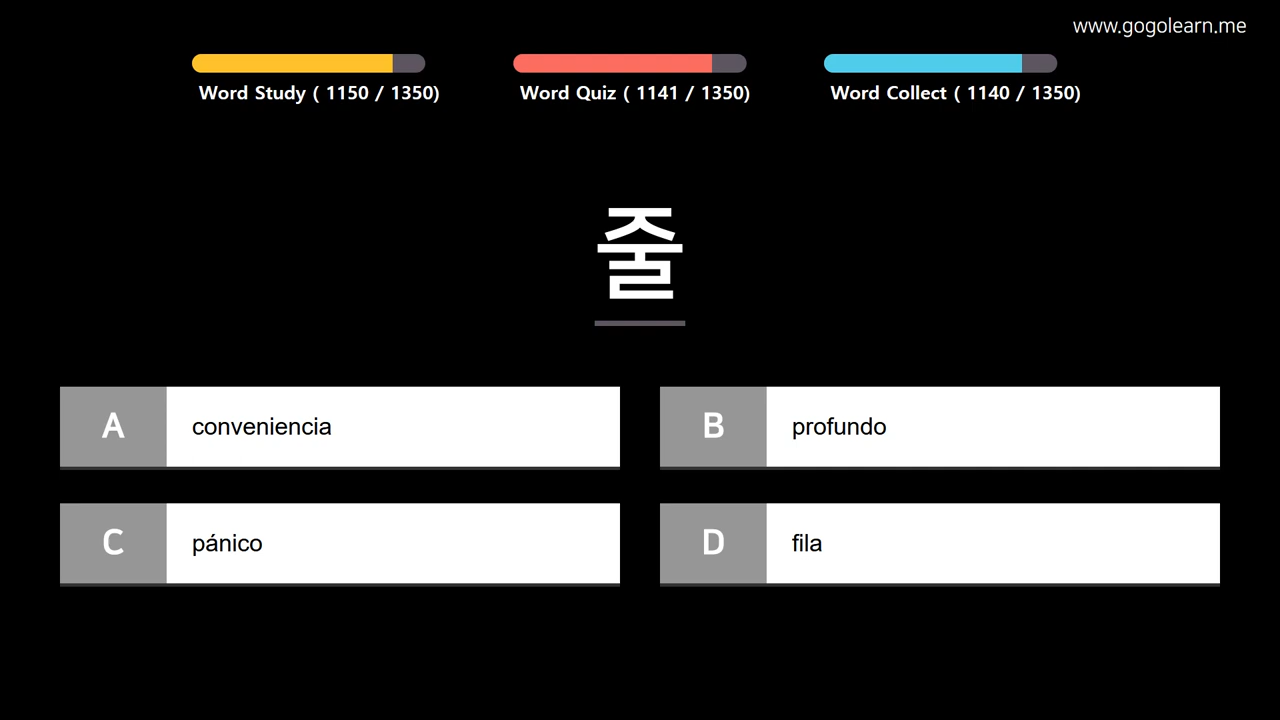 www.gogolearn.me
Word Study ( 1150 / 1350)
Word Quiz ( 1141 / 1350)
Word Collect ( 1140 / 1350)
줄
A conveniencia
B profundo
C pánico
D fila